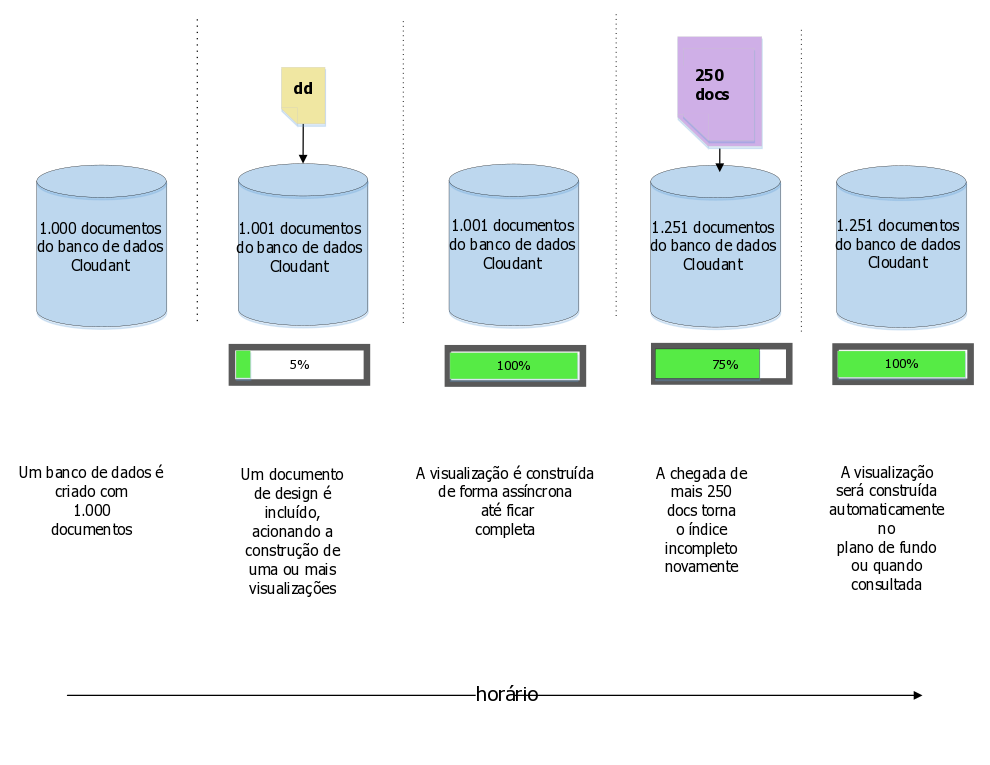 dd
250
docs
1.000 documentos
do banco de dados
Cloudant
1.001 documentos
do banco de dados
Cloudant
1.001 documentos
do banco de dados
Cloudant
1.251 documentos
do banco de dados
Cloudant
1.251 documentos
do banco de dados
Cloudant
5%
100%
75%
100%
Um banco de dados é
criado com
1.000
documentos
Um documento
de design é
incluído,
acionando a
construção de
uma ou mais
visualizações
A visualização é construída
de forma assíncrona
até ficar
completa
A chegada de
mais 250
docs torna
o índice
incompleto
novamente
A visualização
será construída
automaticamente
no
plano de fundo
ou quando
consultada
horário